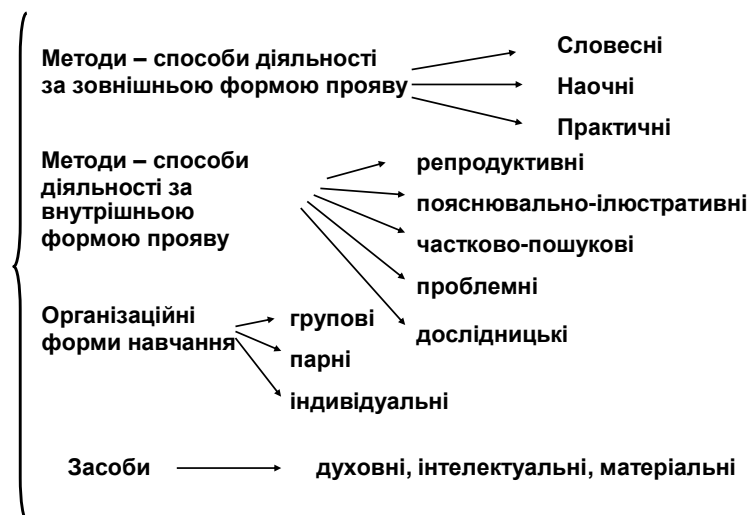 Методи – способи діяльності
за зовнішньою формою прояву
Словесні
Наочні
Практичні
Методи – способи
діяльності за
внутрішньою
формою прояву
репродуктивні
пояснювально-ілюстративні
частково-пошукові
проблемні
дослідницькі
Організаційні
форми навчання
групові
парні
індивідуальні
Засоби
духовні, інтелектуальні, матеріальні